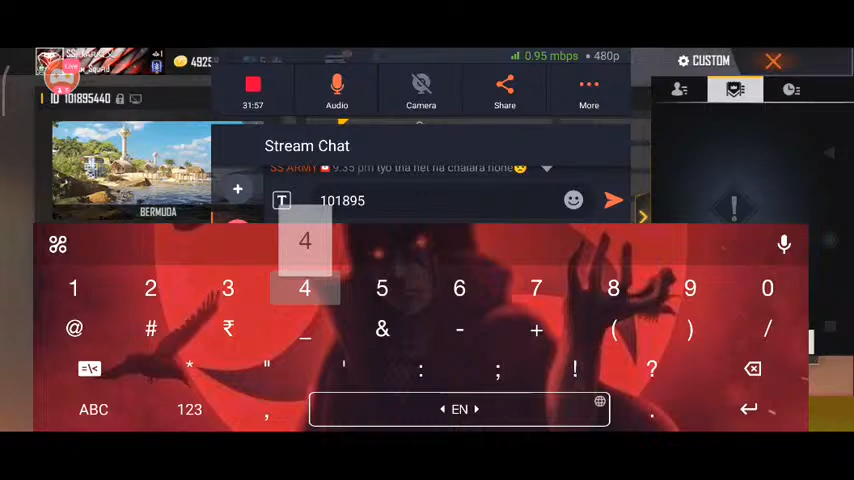 Live
4925
0.95 mbps • 480p
CUSTOM
ID 101895440
31:57
Audio
Camera
Share
More
Stream Chat
SS ARMY 9:35 pm tyo tha net na chalara hone
BERMUDA
T 101895
4
1 2 3 4 5 6 7 8 9 0
@ # ₹ _ & - + ( ) /
=\< * " ' : ; ! ?
ABC 123 , EN .